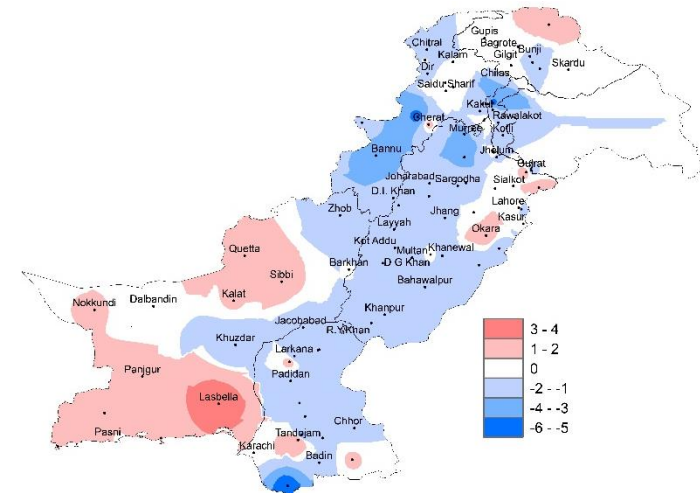 Gupis
Chitral
Bagrote
Kalam
Gilgit
Bunji
Dir
Skardu
Chilas
Saidu Sharif
Kakul
Gherat
Rawalakot
Murree
Kotli
Bannu
Jhelum
Gujrat
Joharabad
Sargodha
Sialkot
D.I. Khan
Lahore
Zhob
Jhang
Kasur
Layyah
Okara
Kot Addu
Quetta
Multan
Khanewal
Barkhan
D G Khan
Sibbi
Bahawalpur
Kalat
Nokkundi
Dalbandin
Khanpur
Jacobabad
R.Y.Khan
Khuzdar
Larkana
Panjgur
Padidan
Lasbella
Chhor
Pasni
Tandojam
Karachi
Badin
3 - 4
1 - 2
0
-2 - -1
-4 - -3
-6 - -5